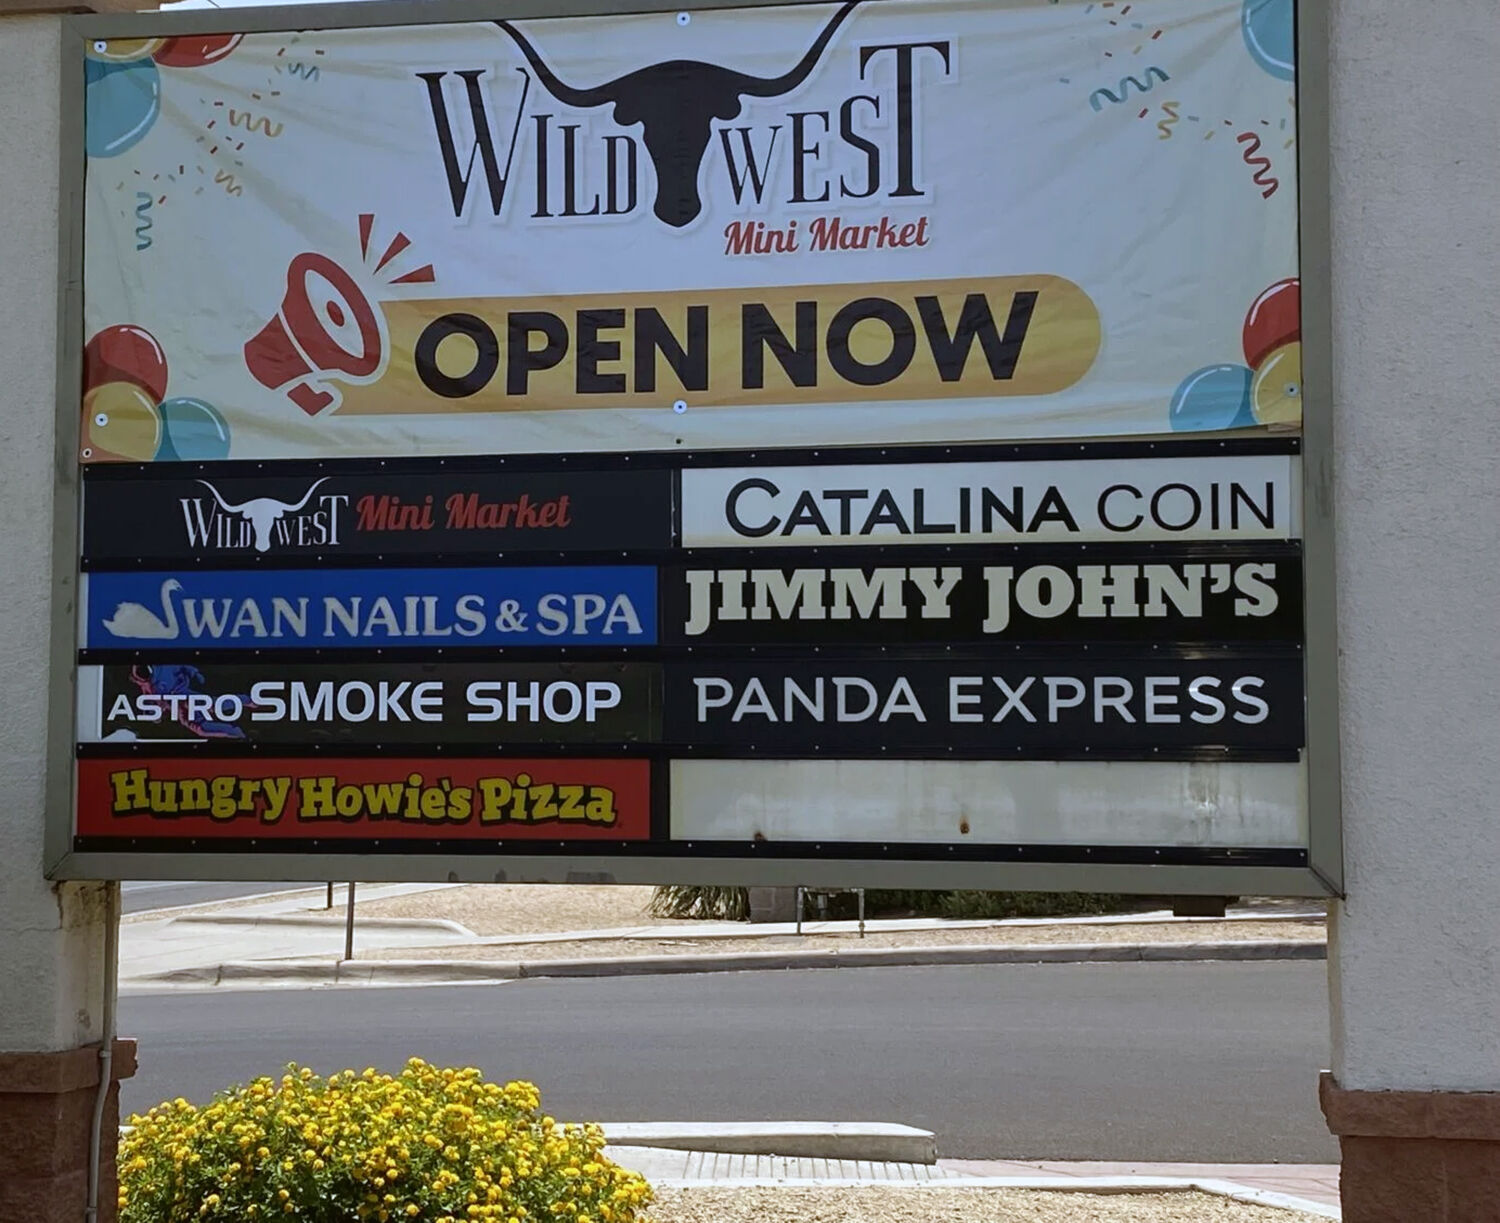 WILD WEST
Mini Market
OPEN NOW
WILD WEST Mini Market
CATALINA COIN
SWAN NAILS & SPA
JIMMY JOHN'S
ASTRO SMOKE SHOP
PANDA EXPRESS
Hungry Howie's Pizza